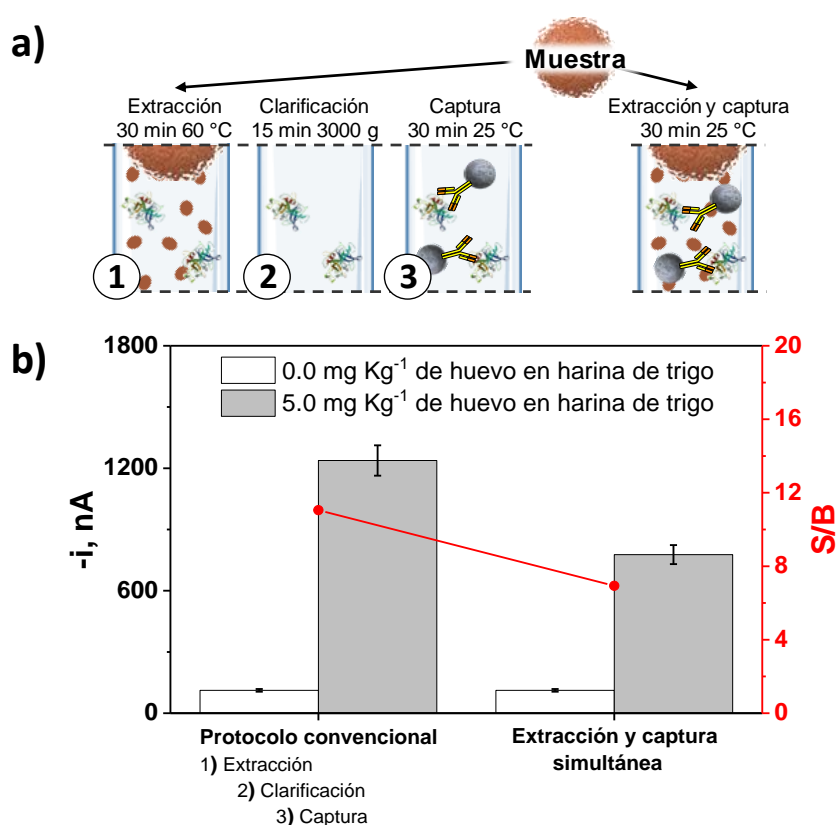 a)
Muestra
Extracción
30 min 60 °C
Clarificación
15 min 3000 g
Captura
30 min 25 °C
Extracción y captura
30 min 25 °C
1
2
3
b)
0.0 mg Kg⁻¹ de huevo en harina de trigo
5.0 mg Kg⁻¹ de huevo en harina de trigo
-i, nA
1800
1200
600
0
S/B
20
16
12
8
4
0
Protocolo convencional
1) Extracción
2) Clarificación
3) Captura
Extracción y captura
simultánea